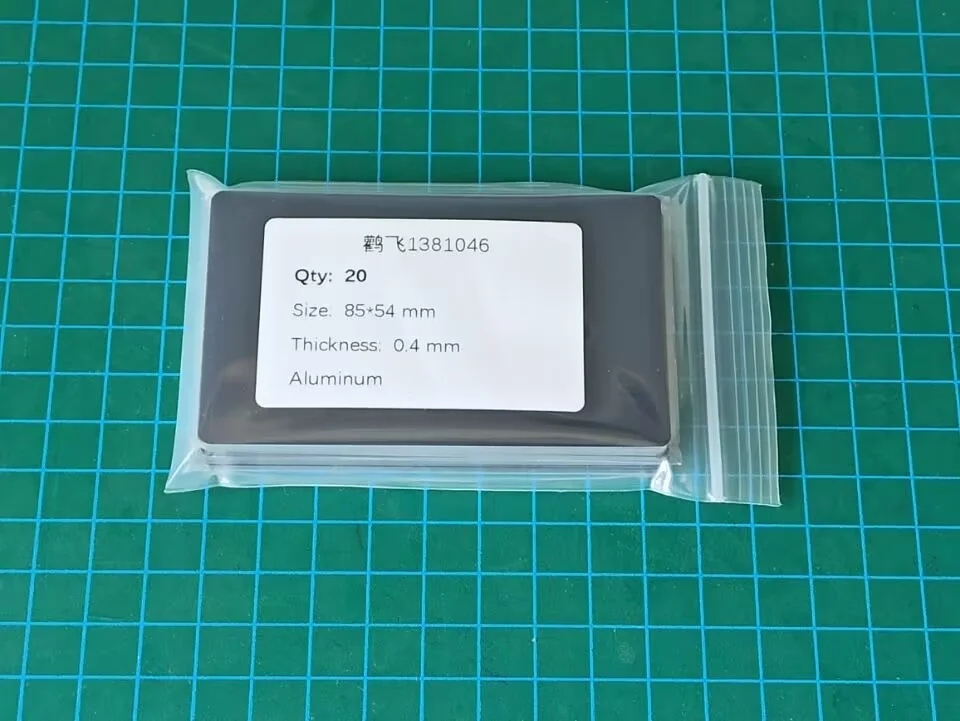 鹳飞1381046
Qty: 20
Size: 85*54 mm
Thickness: 0.4 mm
Aluminum